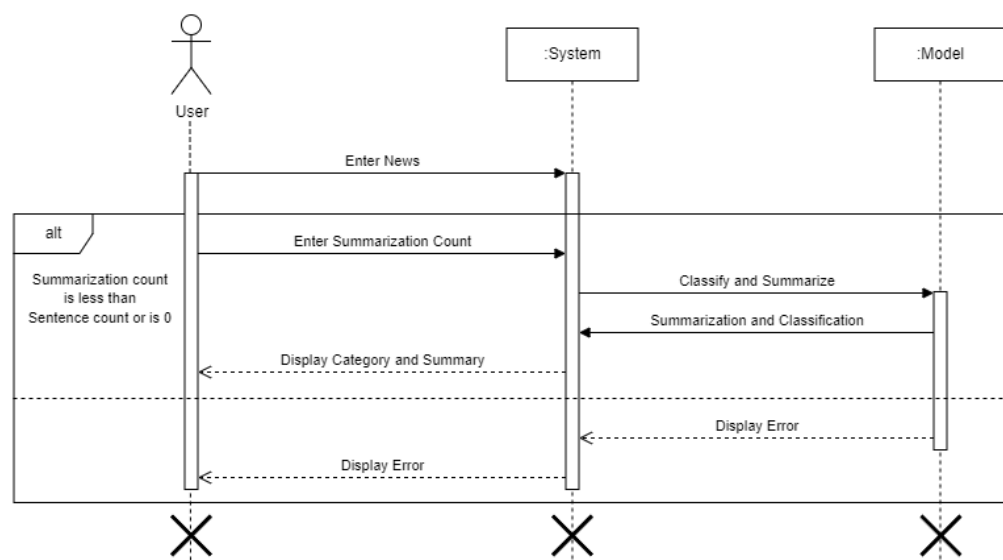 :System
:Model
User
Enter News
alt
Enter Summarization Count
Summarization count
is less than
Sentence count or is 0
Classify and Summarize
Summarization and Classification
Display Category and Summary
Display Error
Display Error